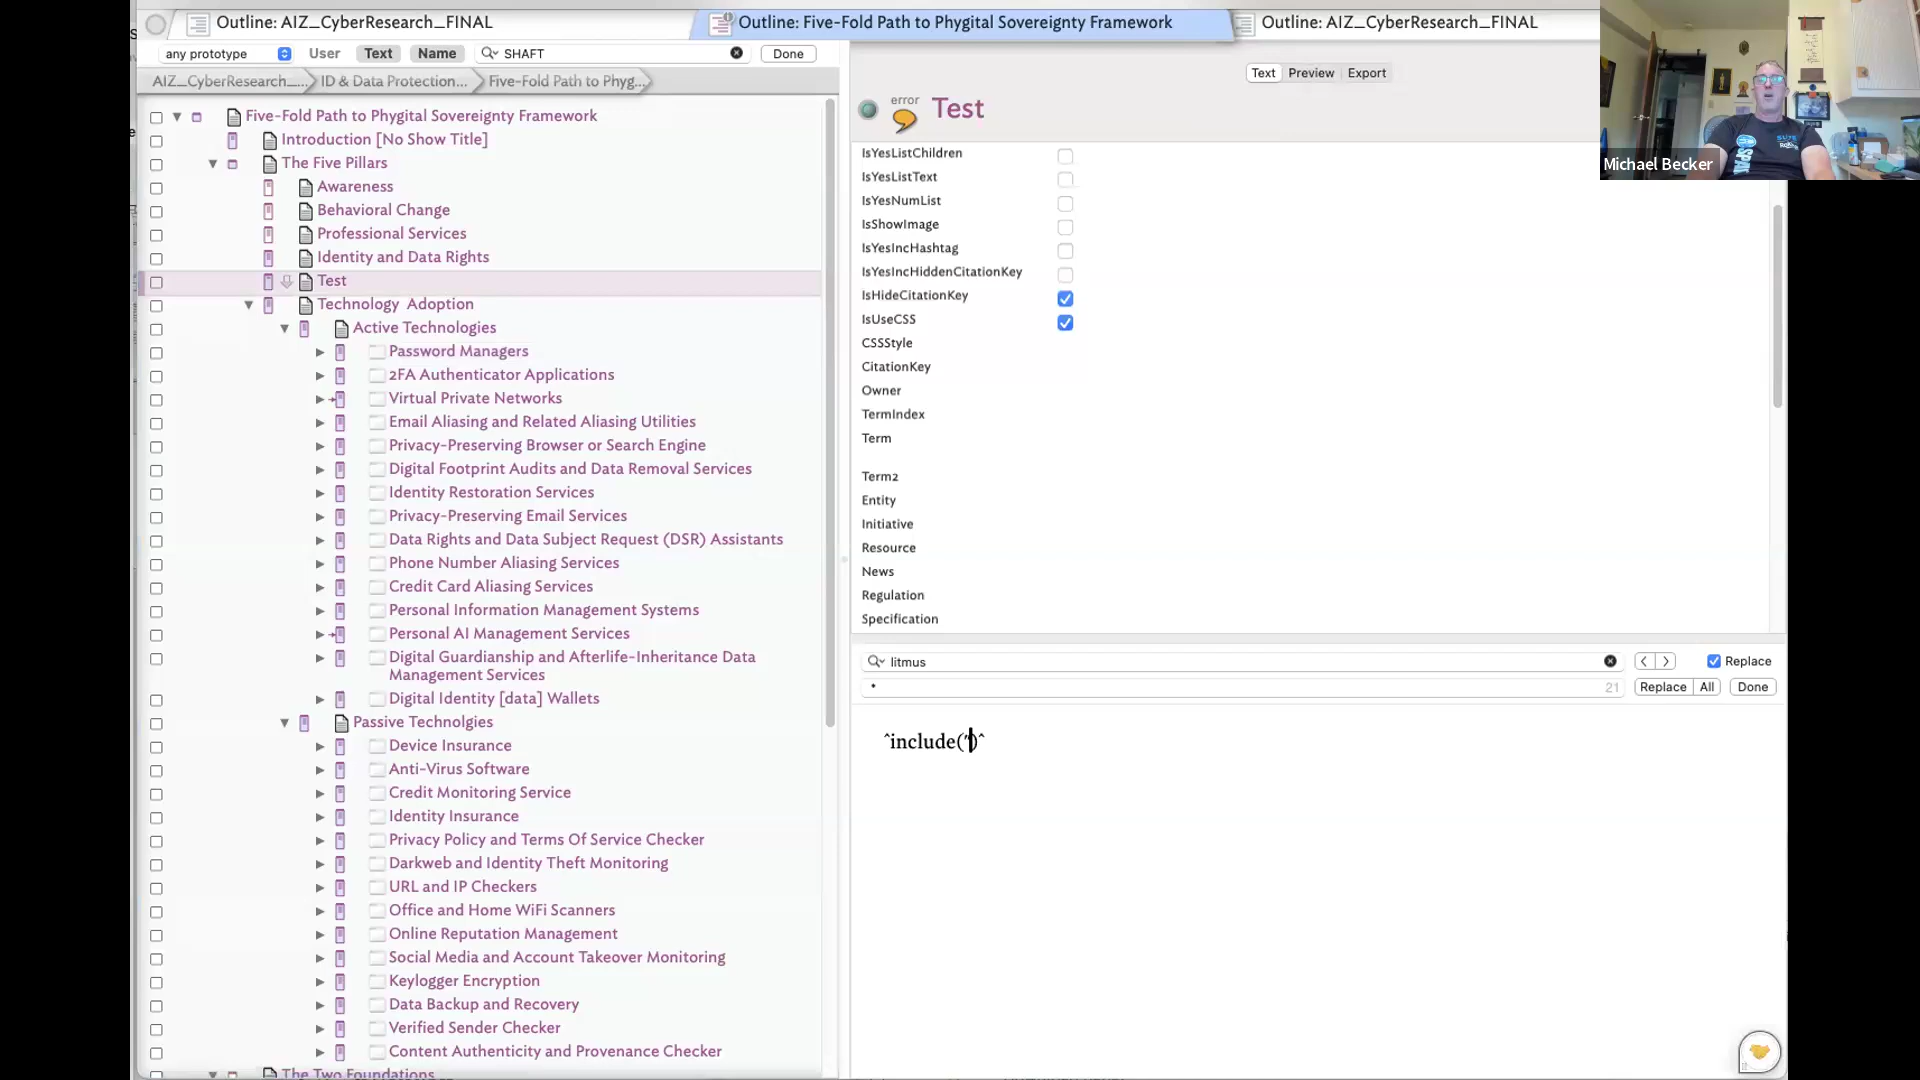 Outline: AIZ_CyberResearch_FINAL
Outline: Five-Fold Path to Phygital Sovereignty Framework
Outline: AIZ_CyberResearch_FINAL
any prototype
User
Text
Name
SHAFT
Done
AIZ_CyberResearch_...
ID & Data Protection...
Five-Fold Path to Phyg...
Five-Fold Path to Phygital Sovereignty Framework
Introduction [No Show Title]
The Five Pillars
Awareness
Behavioral Change
Professional Services
Identity and Data Rights
Test
Technology Adoption
Active Technologies
Password Managers
2FA Authenticator Applications
Virtual Private Networks
Email Aliasing and Related Aliasing Utilities
Privacy-Preserving Browser or Search Engine
Digital Footprint Audits and Data Removal Services
Identity Restoration Services
Privacy-Preserving Email Services
Data Rights and Data Subject Request (DSR) Assistants
Phone Number Aliasing Services
Credit Card Aliasing Services
Personal Information Management Systems
Personal AI Management Services
Digital Guardianship and Afterlife-Inheritance Data
Management Services
Digital Identity [data] Wallets
Passive Technolgies
Device Insurance
Anti-Virus Software
Credit Monitoring Service
Identity Insurance
Privacy Policy and Terms Of Service Checker
Darkweb and Identity Theft Monitoring
URL and IP Checkers
Office and Home WiFi Scanners
Online Reputation Management
Social Media and Account Takeover Monitoring
Keylogger Encryption
Data Backup and Recovery
Verified Sender Checker
Content Authenticity and Provenance Checker
The Two Foundations
Text
Preview
Export
error
Test
IsYesListChildren
IsYesListText
IsYesNumList
IsShowImage
IsYesIncHashtag
IsYesIncHiddenCitationKey
IsHideCitationKey
IsUseCSS
CSSStyle
CitationKey
Owner
TermIndex
Term
Term2
Entity
Initiative
Resource
News
Regulation
Specification
litmus
Replace
21
Replace
All
Done
^include(")^
Michael Becker